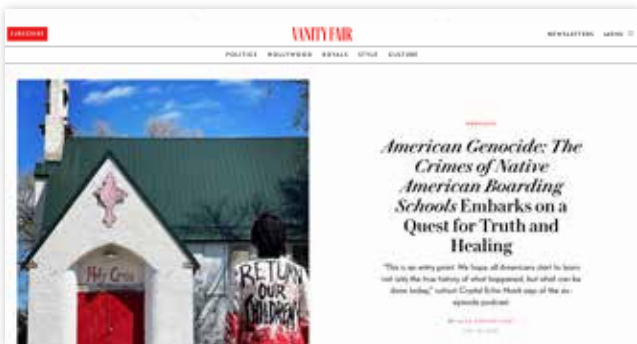 SUBSCRIBE
VANITY FAIR
NEWSLETTERS MENU
POLITICS HOLLYWOOD ROYALS STYLE CULTURE
Holy Cross
RETURN
OUR
CHILDREN
American Genocide: The
Crimes of Native
American Boarding
Schools Embarks on a
Quest for Truth and
Healing
"This is an entry point. We hope all Americans start to learn
not only the true history of what happened, but what can be
done today," cohost Crystal Echo Hawk says of the six-
episode podcast.
BY